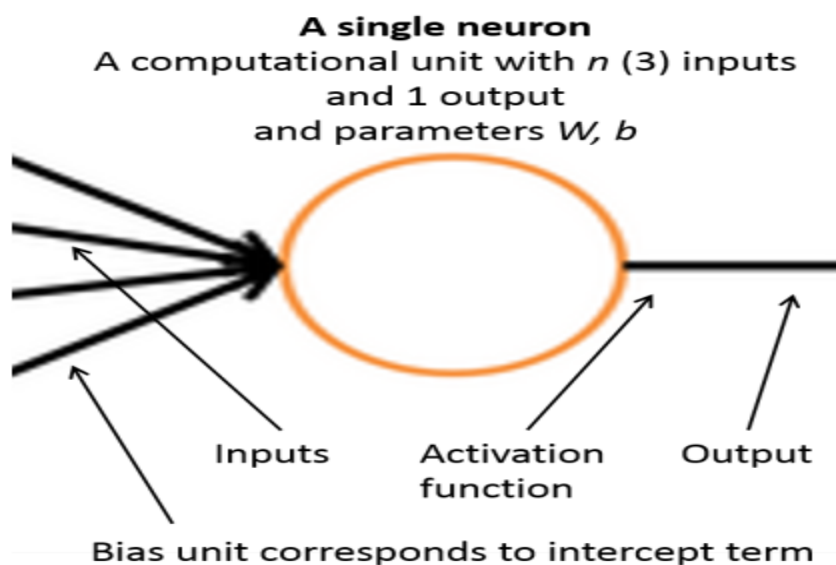 A single neuron
A computational unit with n (3) inputs
and 1 output
and parameters W, b
Inputs
Activation
function
Output
Bias unit corresponds to intercept term